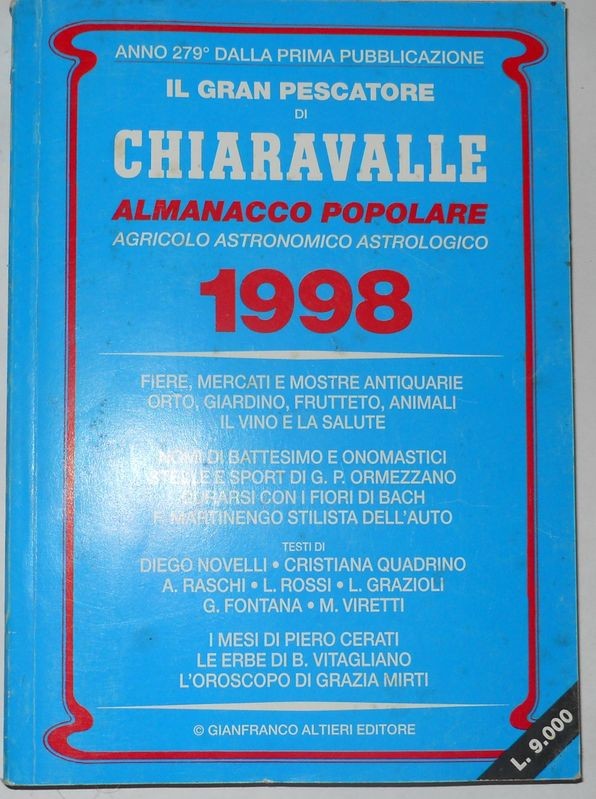 ANNO 279° DALLA PRIMA PUBBLICAZIONE
IL GRAN PESCATORE
DI
CHIARAVALLE
ALMANACCO POPOLARE
AGRICOLO ASTRONOMICO ASTROLOGICO
1998
FIERE, MERCATI E MOSTRE ANTIQUARIE
ORTO, GIARDINO, FRUTTETO, ANIMALI
IL VINO E LA SALUTE
NOMI DI BATTESIMO E ONOMASTICI
STELLE E SPORT DI G. P. ORMEZZANO
CURARSI CON I FIORI DI BACH
F. MARTINENGO STILISTA DELL'AUTO
TESTI DI
DIEGO NOVELLI • CRISTIANA QUADRINO
A. RASCHI • L. ROSSI • L. GRAZIOLI
G. FONTANA • M. VIRETTI
I MESI DI PIERO CERATI
LE ERBE DI B. VITAGLIANO
L'OROSCOPO DI GRAZIA MIRTI
© GIANFRANCO ALTIERI EDITORE
L. 9.000